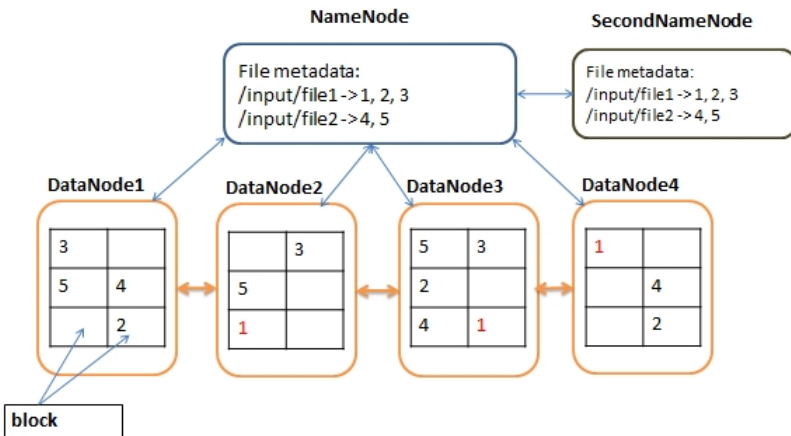 NameNode
SecondNameNode
File metadata:
/input/file1 ->1, 2, 3
/input/file2 ->4, 5
File metadata:
/input/file1 ->1, 2, 3
/input/file2 ->4, 5
DataNode1
DataNode2
DataNode3
DataNode4
3
5 4
2
3
5
1
5 3
2
4 1
1
4
2
block